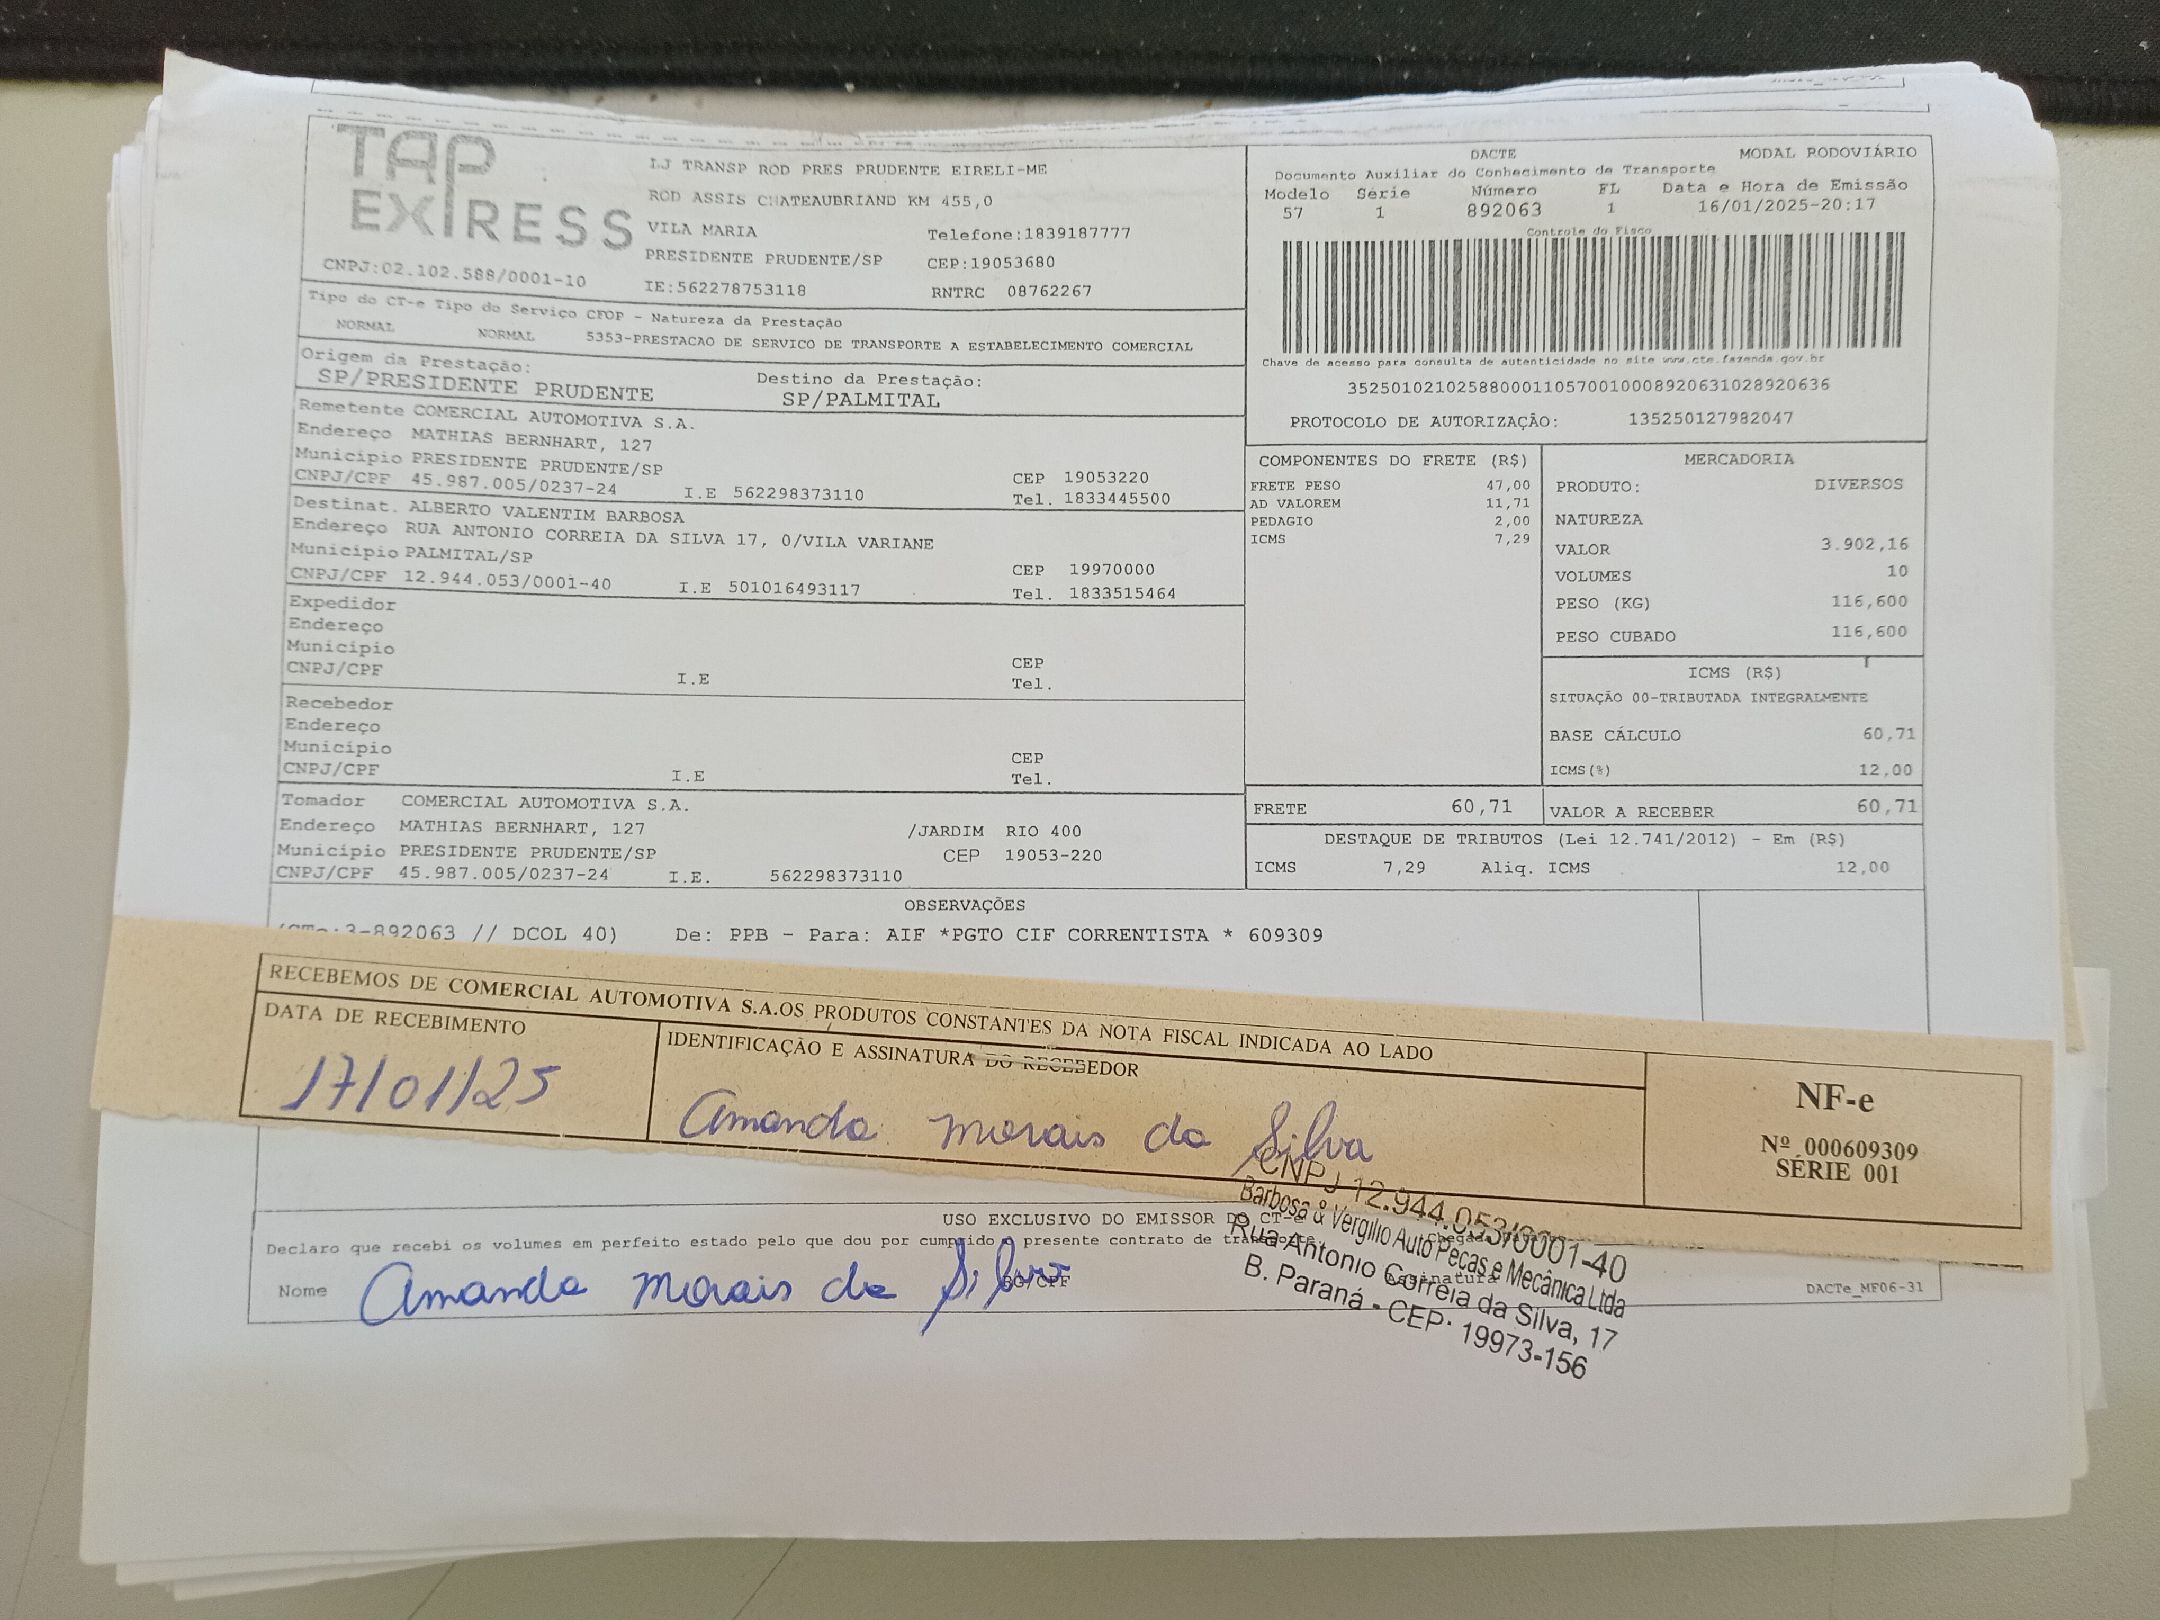 TAP
EXPRESS
CNPJ:02.102.588/0001-10
LJ TRANSP ROD PRES PRUDENTE EIRELI-ME
ROD ASSIS CHATEAUBRIAND KM 455,0
VILA MARIA Telefone:1839187777
PRESIDENTE PRUDENTE/SP CEP:19053680
IE:562278753118 RNTRC 08762267
DACTE MODAL RODOVIÁRIO
Documento Auxiliar do Conhecimento de Transporte
Modelo Série Número FL Data e Hora de Emissão
57 1 892063 1 16/01/2025-20:17
Controle do Fisco
Chave de acesso para consulta de autenticidade no site www.cte.fazenda.gov.br
35250102102588000110570010008920631028920636
PROTOCOLO DE AUTORIZAÇÃO: 135250127982047
Tipo do CT-e Tipo do Serviço CFOP - Natureza da Prestação
NORMAL NORMAL 5353-PRESTACAO DE SERVICO DE TRANSPORTE A ESTABELECIMENTO COMERCIAL
Origem da Prestação: Destino da Prestação:
SP/PRESIDENTE PRUDENTE SP/PALMITAL
Remetente COMERCIAL AUTOMOTIVA S.A.
Endereço MATHIAS BERNHART, 127
Município PRESIDENTE PRUDENTE/SP CEP 19053220
CNPJ/CPF 45.987.005/0237-24 I.E 562298373110 Tel. 1833445500
Destinat. ALBERTO VALENTIM BARBOSA
Endereço RUA ANTONIO CORREIA DA SILVA 17, 0/VILA VARIANE
Município PALMITAL/SP CEP 19970000
CNPJ/CPF 12.944.053/0001-40 I.E 501016493117 Tel. 1833515464
Expedidor
Endereço
Município CEP
CNPJ/CPF I.E Tel.
Recebedor
Endereço
Município CEP
CNPJ/CPF I.E Tel.
Tomador COMERCIAL AUTOMOTIVA S.A.
Endereço MATHIAS BERNHART, 127 /JARDIM RIO 400
Município PRESIDENTE PRUDENTE/SP CEP 19053-220
CNPJ/CPF 45.987.005/0237-24 I.E. 562298373110
COMPONENTES DO FRETE (R$)
FRETE PESO 47,00
AD VALOREM 11,71
PEDAGIO 2,00
ICMS 7,29
MERCADORIA
PRODUTO: DIVERSOS
NATUREZA
VALOR 3.902,16
VOLUMES 10
PESO (KG) 116,600
PESO CUBADO 116,600
ICMS (R$)
SITUAÇÃO 00-TRIBUTADA INTEGRALMENTE
BASE CÁLCULO 60,71
ICMS(%) 12,00
FRETE 60,71 VALOR A RECEBER 60,71
DESTAQUE DE TRIBUTOS (Lei 12.741/2012) - Em (R$)
ICMS 7,29 Aliq. ICMS 12,00
OBSERVAÇÕES
3-892063 // DCOL 40) De: PPB - Para: AIF *PGTO CIF CORRENTISTA * 609309
RECEBEMOS DE COMERCIAL AUTOMOTIVA S.A.OS PRODUTOS CONSTANTES DA NOTA FISCAL INDICADA AO LADO
DATA DE RECEBIMENTO IDENTIFICAÇÃO E ASSINATURA DO RECEBEDOR
17/01/25 Amanda Morais da Silva
NF-e
Nº 000609309
SÉRIE 001
USO EXCLUSIVO DO EMISSOR DO CT-e
Declaro que recebi os volumes em perfeito estado pelo que dou por cumprido o presente contrato de transporte.
Nome Amanda Morais da Silva RG/CPF Assinatura DACTe_MF06-31
CNPJ 12.944.053/0001-40
Barbosa & Vergilio Auto Peças e Mecânica Ltda
Rua Antonio Correia da Silva, 17
B. Paraná - CEP: 19973-156